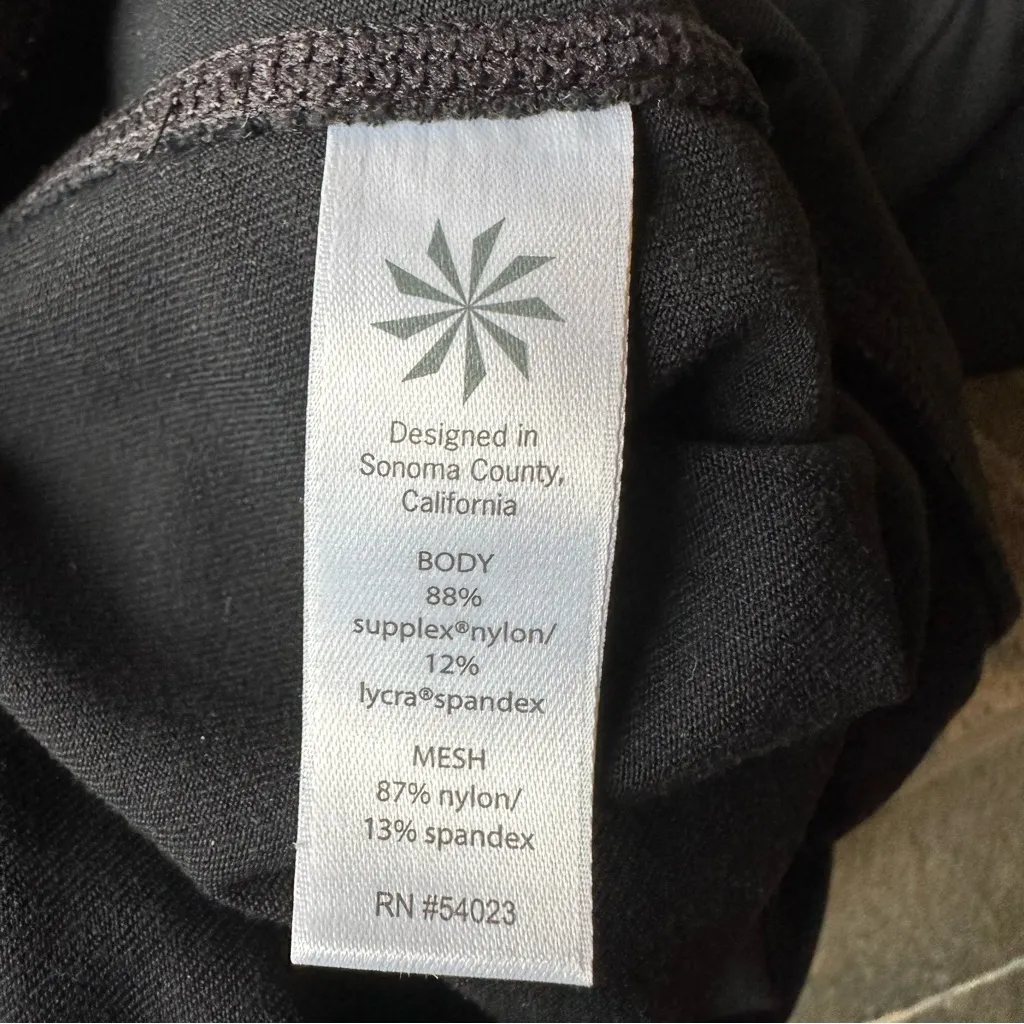 Designed in
Sonoma County,
California
BODY
88%
supplex®nylon/
12%
lycra®spandex
MESH
87% nylon/
13% spandex
RN #54023